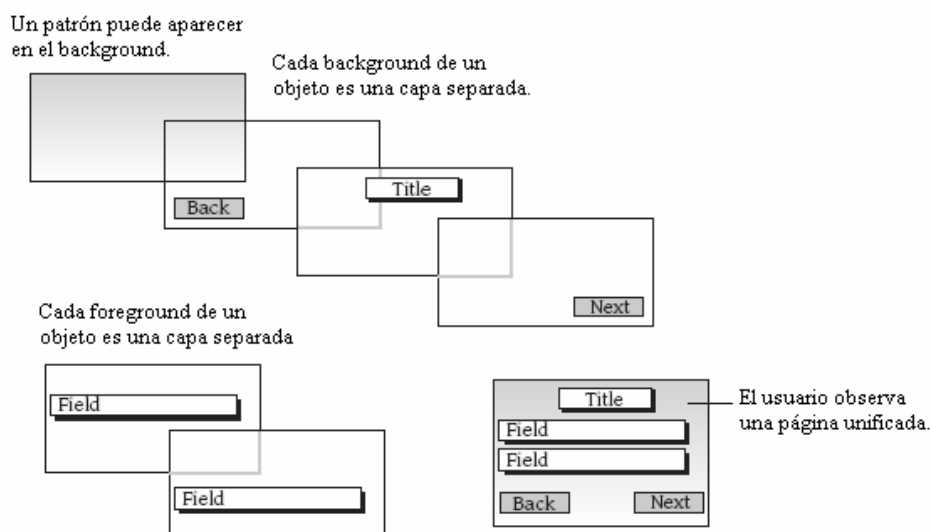 Un patrón puede aparecer
en el background.
Cada background de un
objeto es una capa separada.
Title
Back
Next
Cada foreground de un
objeto es una capa separada
Field
Field
Title
Field
Field
Back Next
El usuario observa
una página unificada.